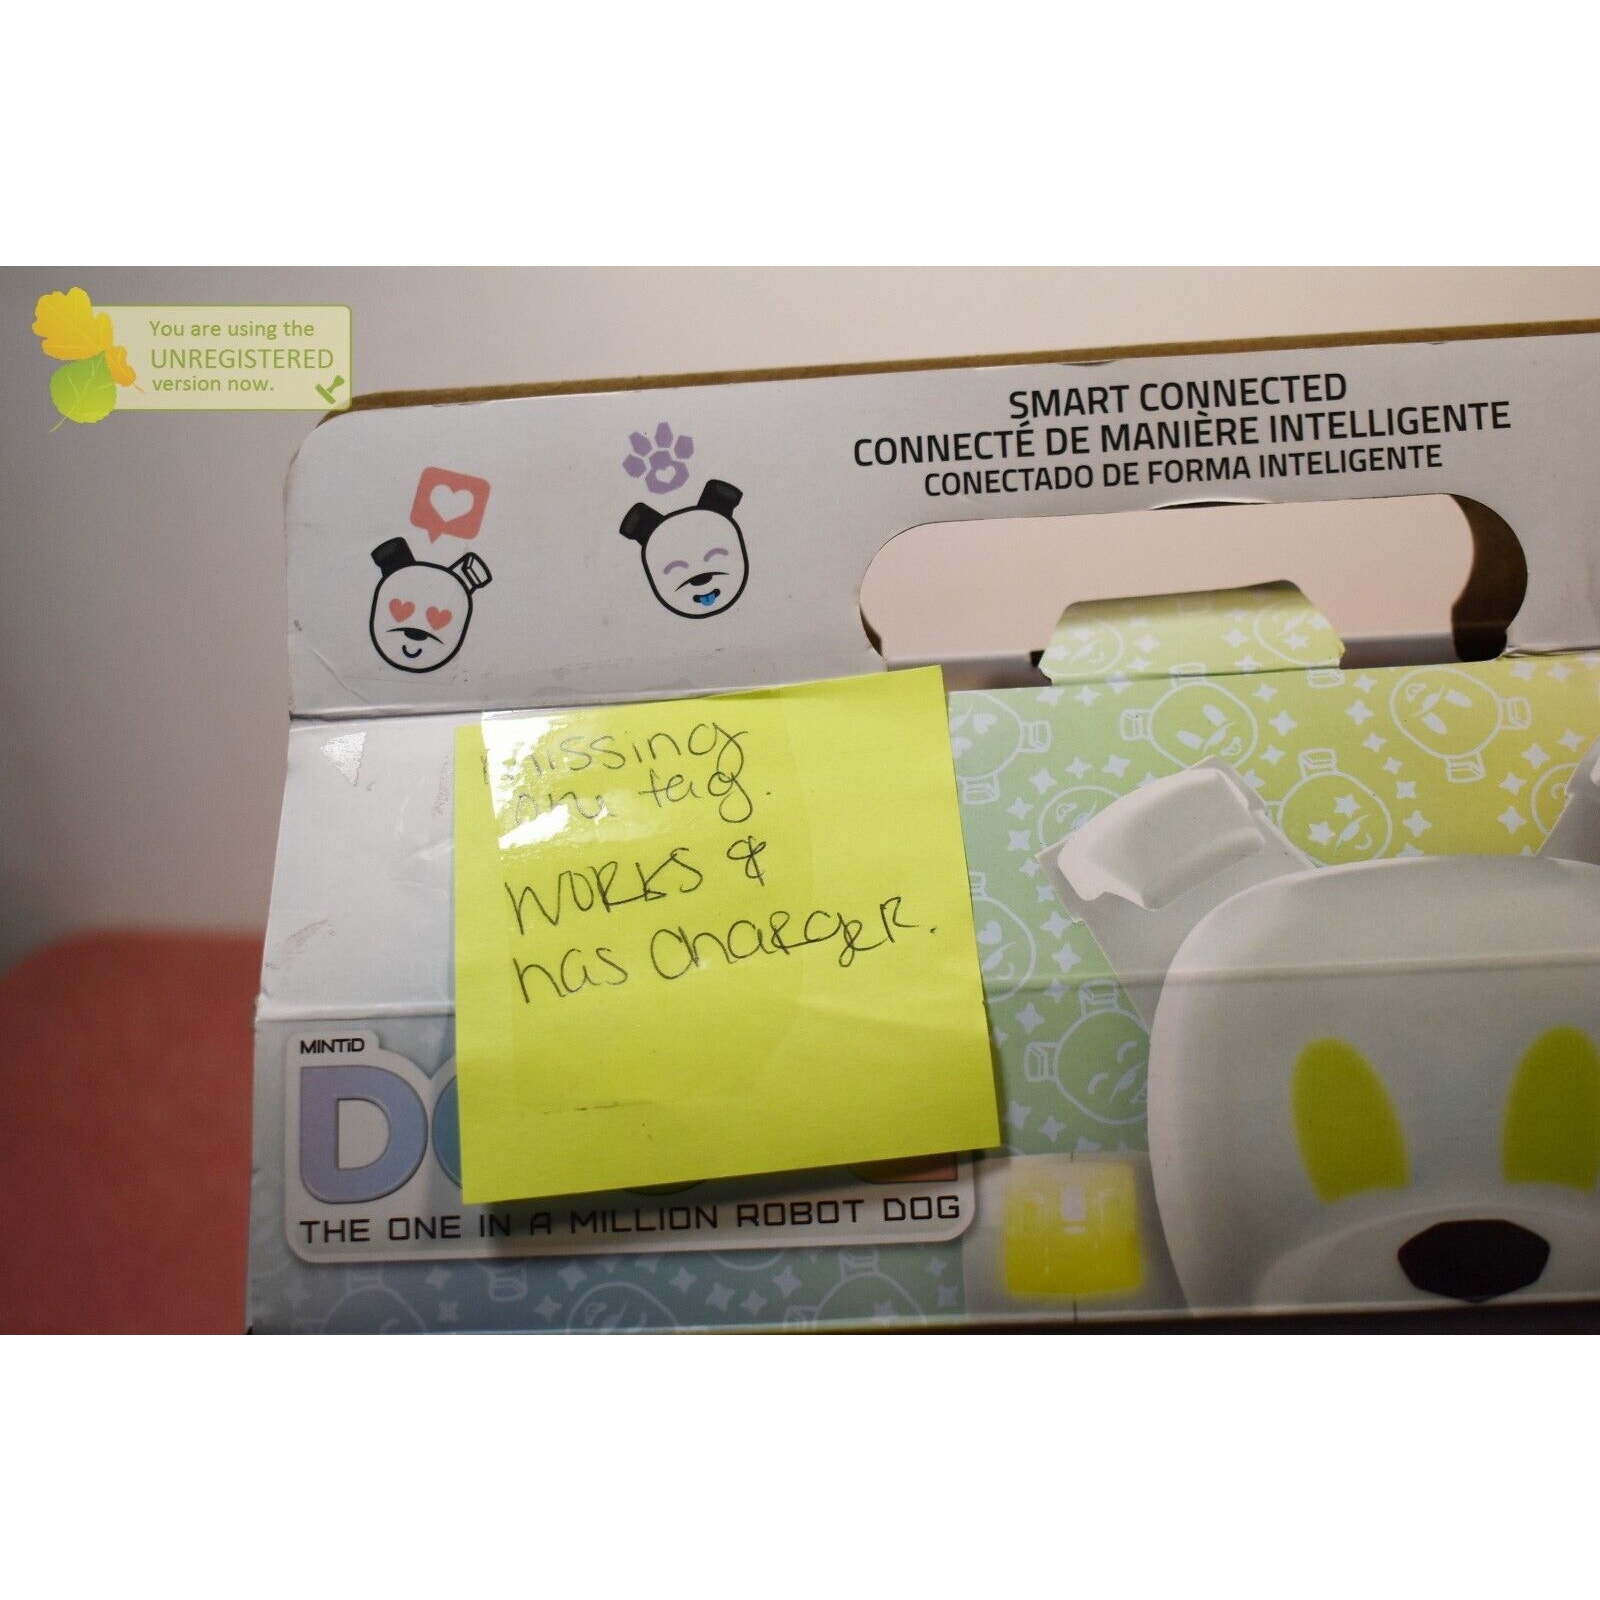 You are using the
UNREGISTERED
version now.
SMART CONNECTED
CONNECTÉ DE MANIÈRE INTELLIGENTE
CONECTADO DE FORMA INTELIGENTE
missing
one tag.
WORKS &
has chargeR.
MINTiD
THE ONE IN A MILLION ROBOT DOG